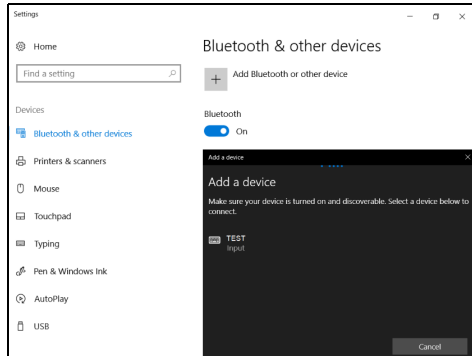 Settings
Home
Find a setting
Devices
Bluetooth & other devices
Printers & scanners
Mouse
Touchpad
Typing
Pen & Windows Ink
AutoPlay
USB
Bluetooth & other devices
Add Bluetooth or other device
Bluetooth
On
Add a device
Add a device
Make sure your device is turned on and discoverable. Select a device below to
connect.
TEST
Input
Cancel